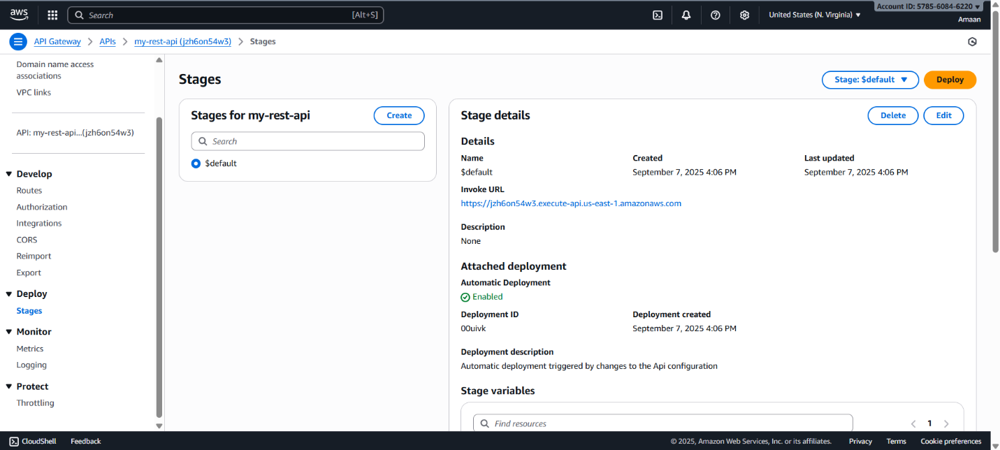 aws
Search
[Alt+S]
United States (N. Virginia)
Account ID: 5785-6084-6220
Amaan
API Gateway
APIs
my-rest-api (jzh6on54w3)
Stages
Domain name access
associations
VPC links
API: my-rest-api...(jzh6on54w3)
Develop
Routes
Authorization
Integrations
CORS
Reimport
Export
Deploy
Stages
Monitor
Metrics
Logging
Protect
Throttling
Stages
Stage: $default
Deploy
Stages for my-rest-api
Create
Search
$default
Stage details
Delete
Edit
Details
Name
Created
Last updated
$default
September 7, 2025 4:06 PM
September 7, 2025 4:06 PM
Invoke URL
https://jzh6on54w3.execute-api.us-east-1.amazonaws.com
Description
None
Attached deployment
Automatic Deployment
Enabled
Deployment ID
Deployment created
00uivk
September 7, 2025 4:06 PM
Deployment description
Automatic deployment triggered by changes to the Api configuration
Stage variables
Find resources
1
CloudShell
Feedback
© 2025, Amazon Web Services, Inc. or its affiliates.
Privacy
Terms
Cookie preferences